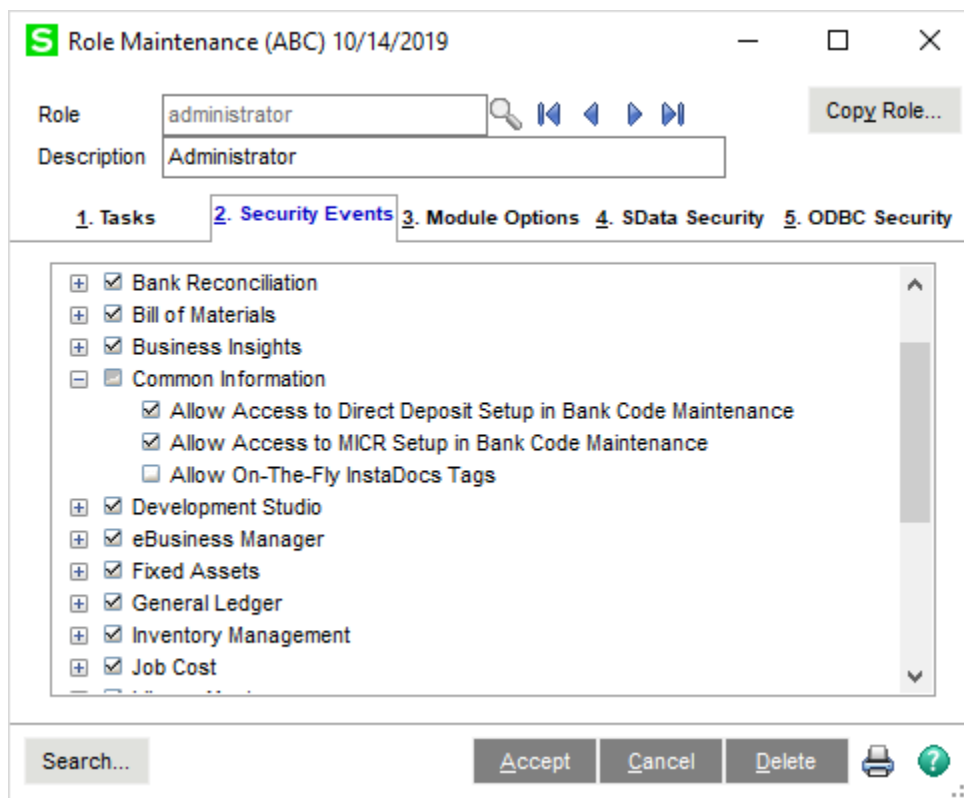 S Role Maintenance (ABC) 10/14/2019
Role administrator Copy Role...
Description Administrator
1. Tasks 2. Security Events 3. Module Options 4. SData Security 5. ODBC Security
Bank Reconciliation
Bill of Materials
Business Insights
Common Information
Allow Access to Direct Deposit Setup in Bank Code Maintenance
Allow Access to MICR Setup in Bank Code Maintenance
Allow On-The-Fly InstaDocs Tags
Development Studio
eBusiness Manager
Fixed Assets
General Ledger
Inventory Management
Job Cost
Search... Accept Cancel Delete ?